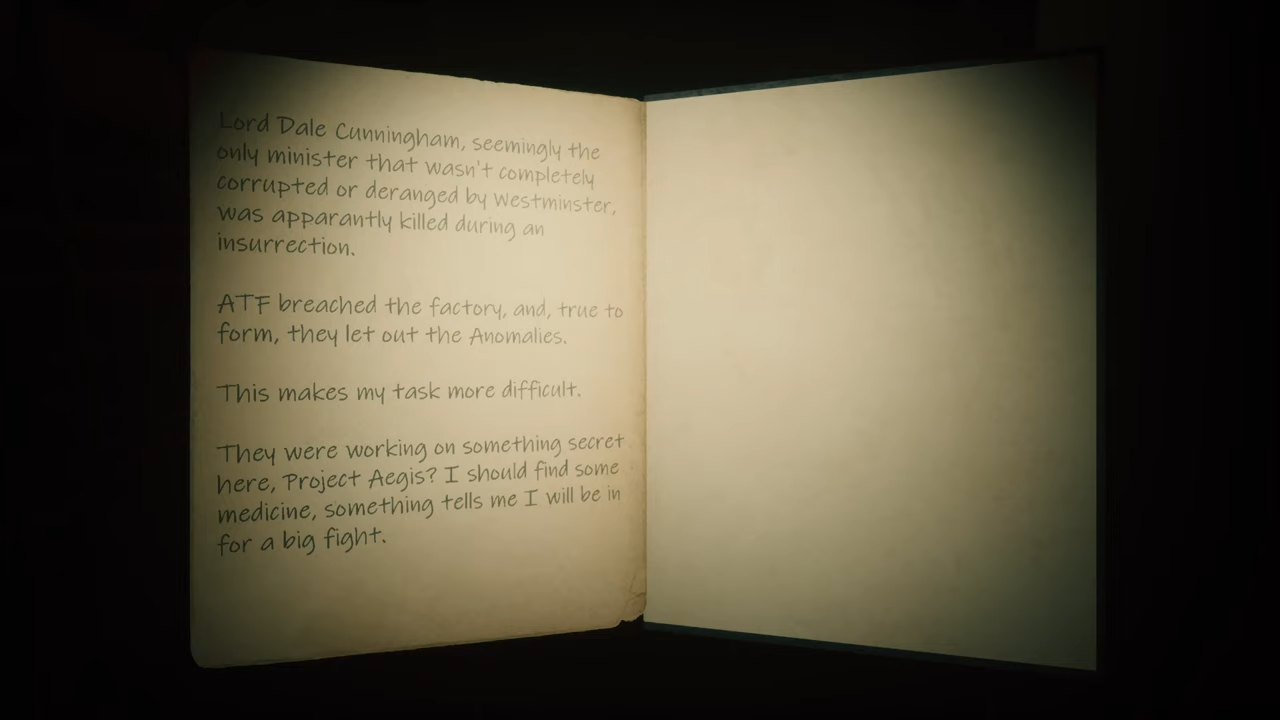 Lord Dale Cunningham, seemingly the
only minister that wasn't completely
corrupted or deranged by Westminster,
was apparantly killed during an
insurrection.
ATF breached the factory, and, true to
form, they let out the Anomalies.
This makes my task more difficult.
They were working on something secret
here, Project Aegis? I should find some
medicine, something tells me I will be in
for a big fight.